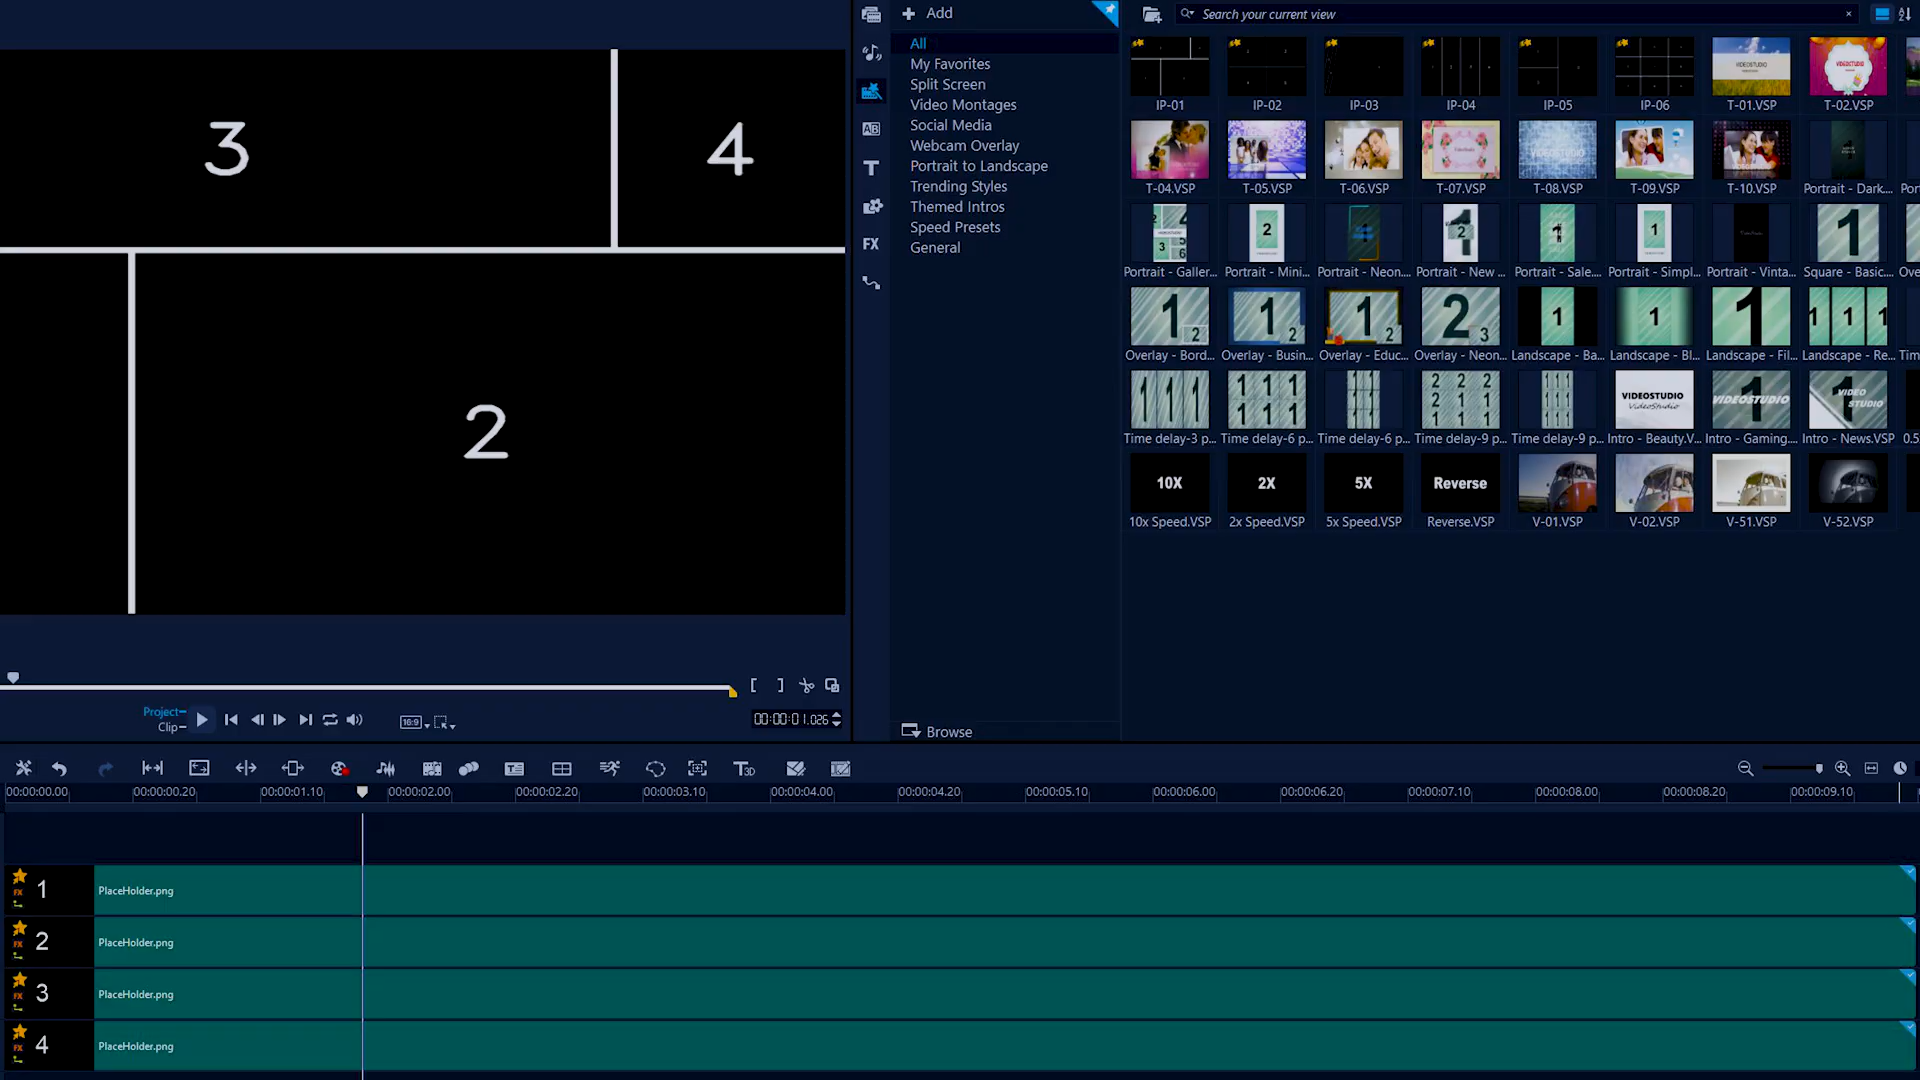 3
4
2
Project
Clip
16:9
00:00:01.026
Add
All
My Favorites
Split Screen
Video Montages
Social Media
Webcam Overlay
Portrait to Landscape
Trending Styles
Themed Intros
Speed Presets
General
Browse
AB
T
FX
Search your current view
IP-01 IP-02 IP-03 IP-04 IP-05 IP-06 T-01.VSP T-02.VSP
T-04.VSP T-05.VSP T-06.VSP T-07.VSP T-08.VSP T-09.VSP T-10.VSP Portrait - Dark...
Portrait - Galler... Portrait - Mini... Portrait - Neon... Portrait - New ... Portrait - Sale.... Portrait - Simpl... Portrait - Vinta... Square - Basic...
Overlay - Bord... Overlay - Busin... Overlay - Educ... Overlay - Neon... Landscape - Ba... Landscape - Bl... Landscape - Fil... Landscape - Re...
VIDEOSTUDIO
VideoStudio
VIDEOSTUDIO
VIDEO
STUDIO
Time delay-3 p... Time delay-6 p... Time delay-6 p... Time delay-9 p... Time delay-9 p... Intro - Beauty.V... Intro - Gaming.... Intro - News.VSP
10X 2X 5X Reverse
10x Speed.VSP 2x Speed.VSP 5x Speed.VSP Reverse.VSP V-01.VSP V-02.VSP V-51.VSP V-52.VSP
00:00:00.00 00:00:00.20 00:00:01.10 00:00:02.00 00:00:02.20 00:00:03.10 00:00:04.00 00:00:04.20 00:00:05.10 00:00:06.00 00:00:06.20 00:00:07.10 00:00:08.00 00:00:08.20 00:00:09.10
1 PlaceHolder.png
2 PlaceHolder.png
3 PlaceHolder.png
4 PlaceHolder.png